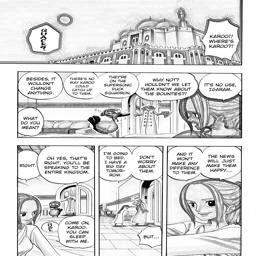 KAROO!!
WHERE'S
KAROO?!
IT'S NO USE,
IGARAM.
WHY NOT?
WOULDN'T WE LET
THEM KNOW ABOUT
THE BOUNTIES?
THEY'RE
ON THE
SUPERSONIC
DUCK
SQUADRON.
THERE'S NO
WAY KAROO
COULD
CATCH UP
TO THEM.
BESIDES,
IT
WOULDN'T
CHANGE
ANYTHING.
WHAT DO
YOU MEAN?
THE NEWS
WILL JUST
MAKE THEM
HAPPY.
AND IT
WON'T
MAKE ANY
DIFFERENCE
TO THEM.
DON'T
WORRY
ABOUT
THEM.
BUT...
I'M
GOING TO
BED. I
HAVE A
BIG DAY
TOMOR-
ROW.
OH YES, THAT'S
RIGHT. YOU'LL BE
SPEAKING TO THE
ENTIRE KINGDOM.
RIGHT.
COME ON,
KAROO.
YOU CAN
SLEEP
WITH ME.